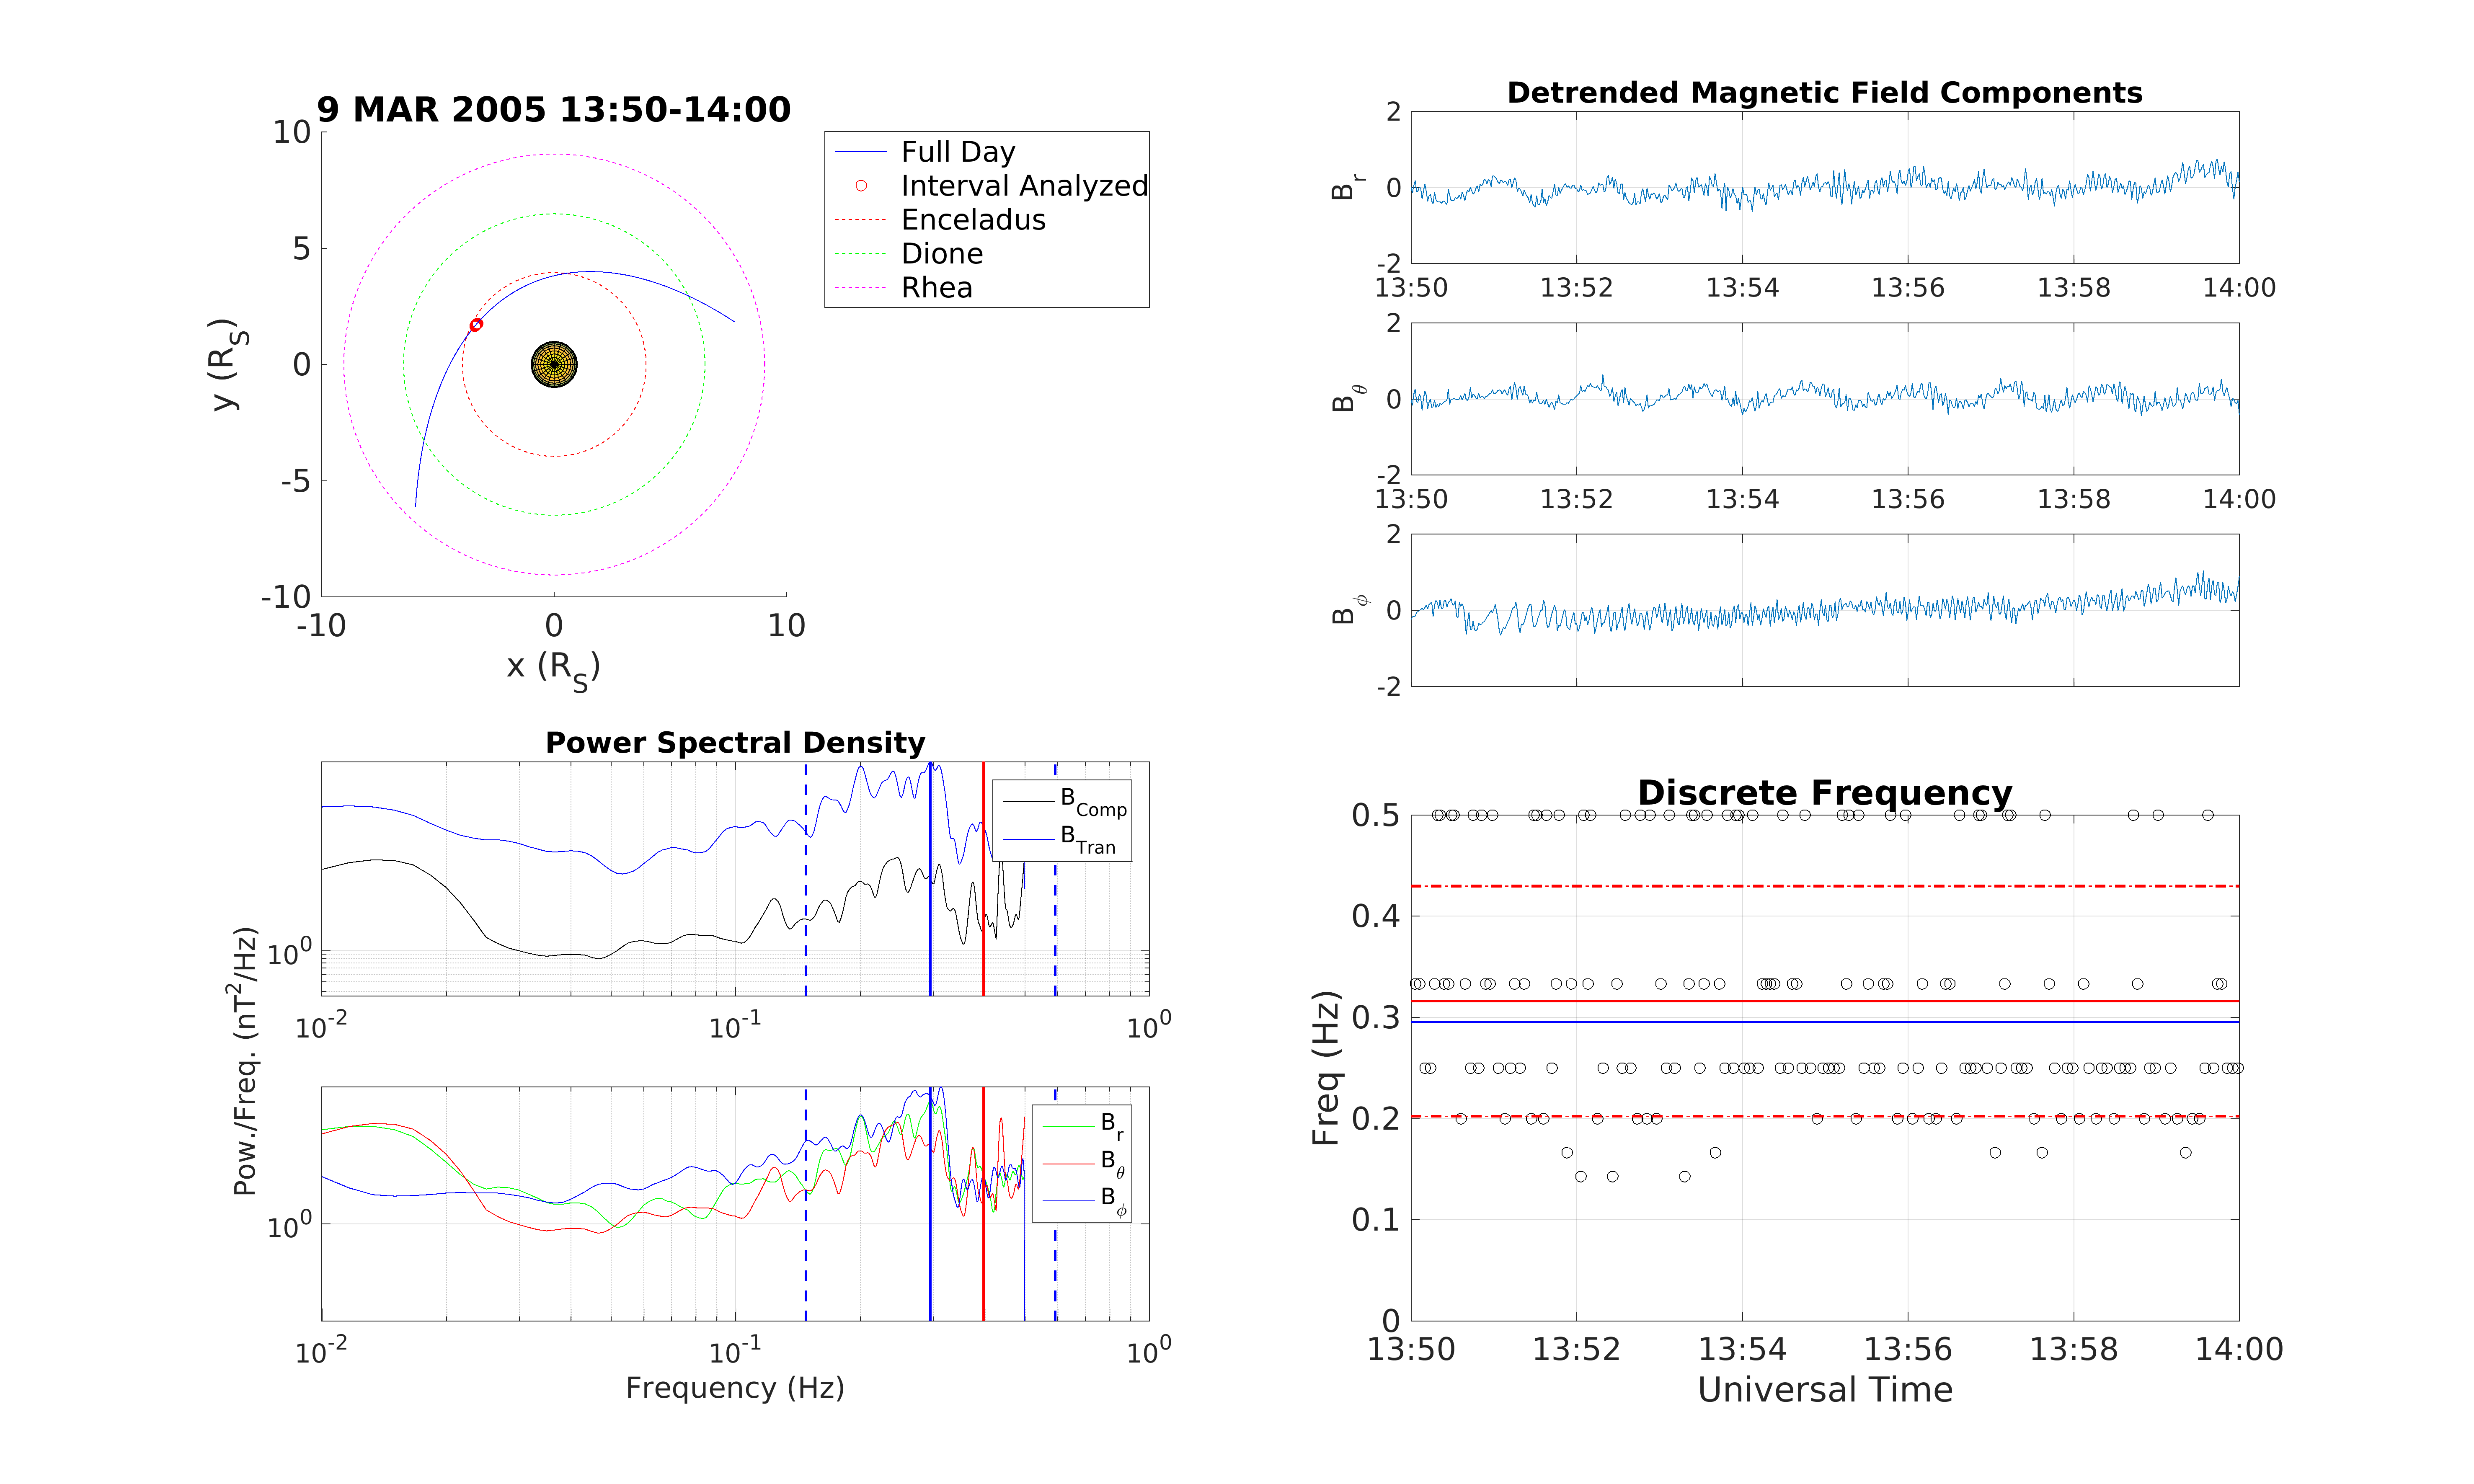 9 MAR 2005 13:50-14:00
10
5
0
-5
-10
-10
0
10
y (R_S)
x (R_S)
Full Day
Interval Analyzed
Enceladus
Dione
Rhea
Detrended Magnetic Field Components
2
0
-2
B_r
13:50 13:52 13:54 13:56 13:58 14:00
2
0
-2
B_θ
13:50 13:52 13:54 13:56 13:58 14:00
2
0
-2
B_ϕ
Power Spectral Density
10^0
B_Comp
B_Tran
10^-2 10^-1 10^0
Pow./Freq. (nT^2/Hz)
10^0
B_r
B_θ
B_ϕ
10^-2 10^-1 10^0
Frequency (Hz)
Discrete Frequency
0.5
0.4
0.3
0.2
0.1
0
Freq (Hz)
13:50 13:52 13:54 13:56 13:58 14:00
Universal Time